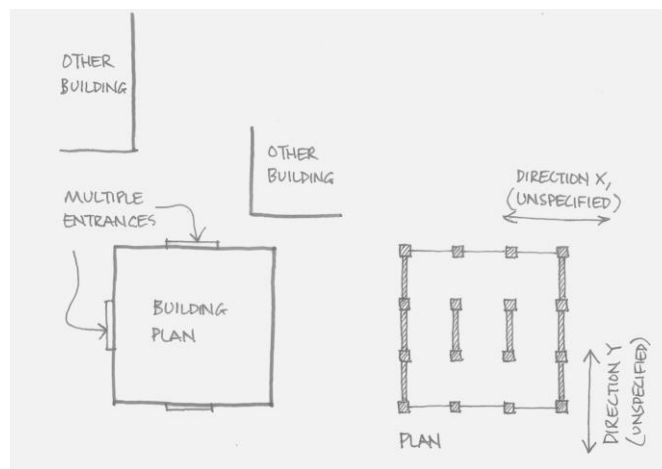 OTHER
BUILDING
OTHER
BUILDING
MULTIPLE
ENTRANCES
BUILDING
PLAN
DIRECTION X,
(UNSPECIFIED)
DIRECTION Y
(UNSPECIFIED)
PLAN